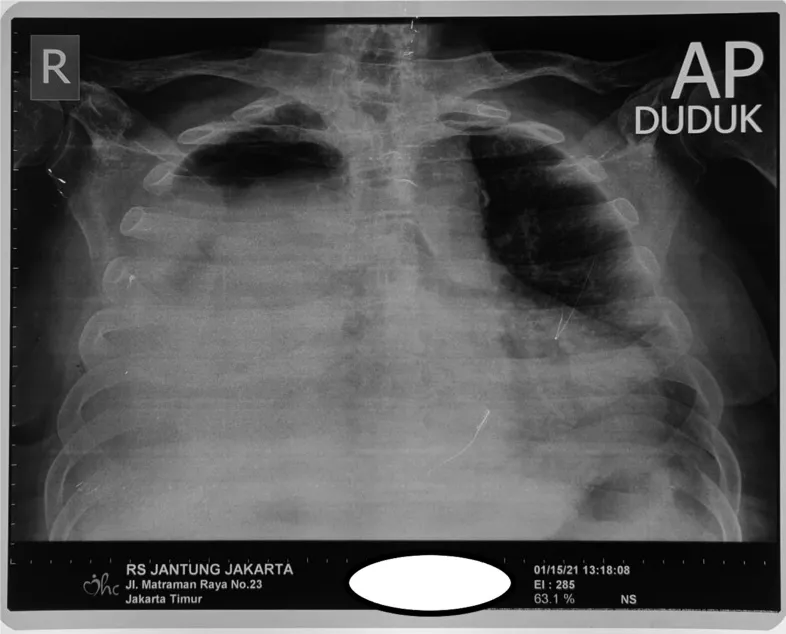 R
AP
DUDUK
RS JANTUNG JAKARTA
Jl. Matraman Raya No.23
Jakarta Timur
hc
01/15/21 13:18:08
EI : 285
63.1 %
NS